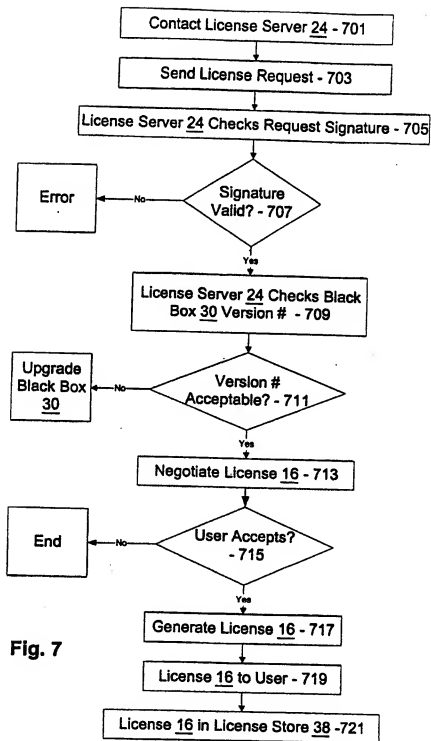 Contact License Server 24 - 701
Send License Request - 703
License Server 24 Checks Request Signature - 705
Signature
Valid? - 707
No
Error
Yes
License Server 24 Checks Black
Box 30 Version # - 709
Version #
Acceptable? - 711
No
Upgrade
Black Box
30
Yes
Negotiate License 16 - 713
User Accepts?
- 715
No
End
Yes
Generate License 16 - 717
Fig. 7
License 16 to User - 719
License 16 in License Store 38 -721